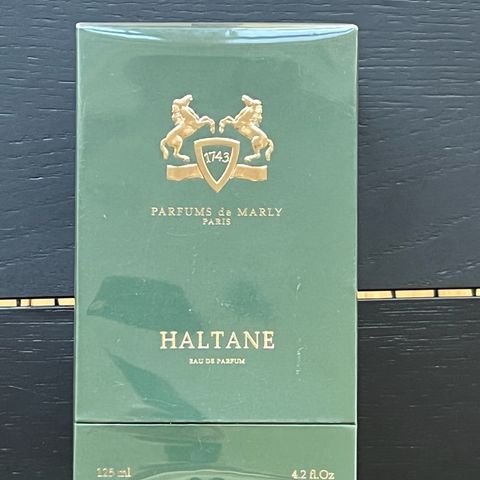 1743
PARFUMS de MARLY
PARIS
HALTANE
EAU DE PARFUM
125 ml 4.2 fl.Oz